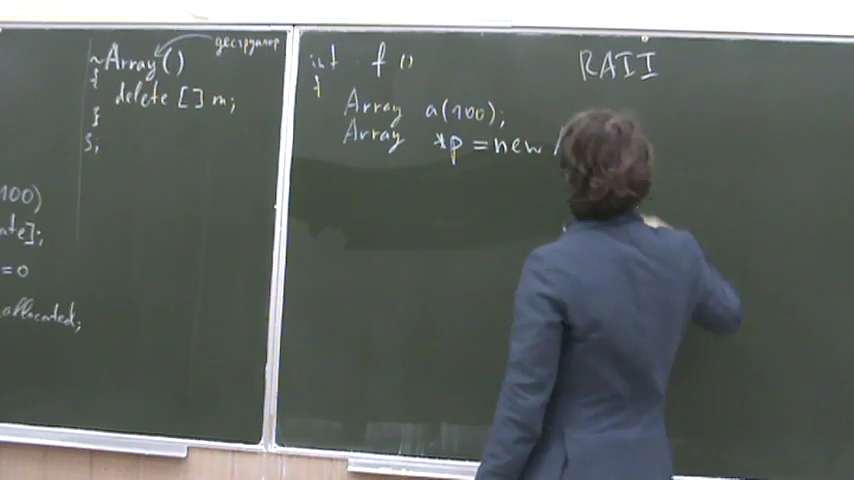 ~Array() деструктор
{
delete [] m;
}
};
100)
ate];
=0
allocated;
int f()
{
RAII
Array a(100);
Array *p = new